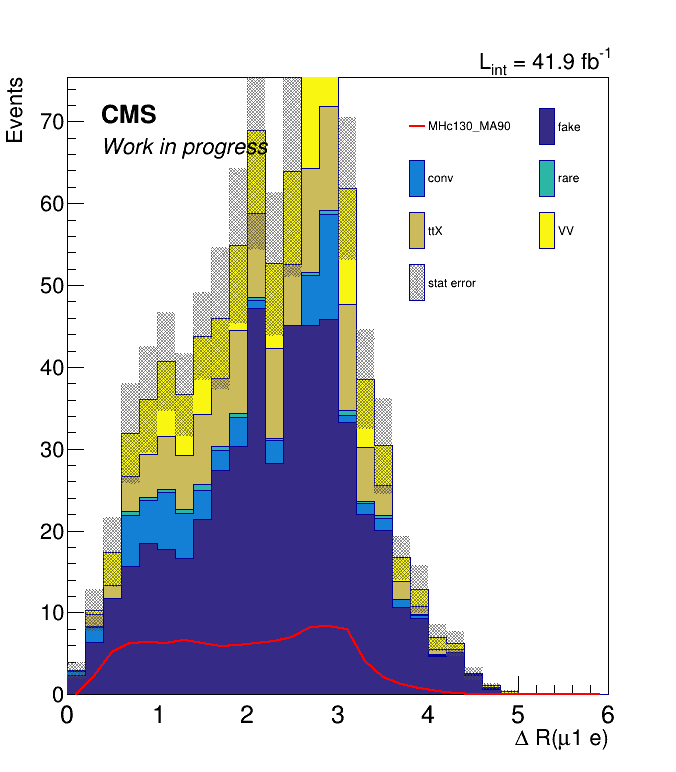 L_int = 41.9 fb^-1
Events
CMS
Work in progress
MHc130_MA90
fake
conv
rare
ttX
VV
stat error
70
60
50
40
30
20
10
0
0 1 2 3 4 5 6
Δ R(μ1 e)